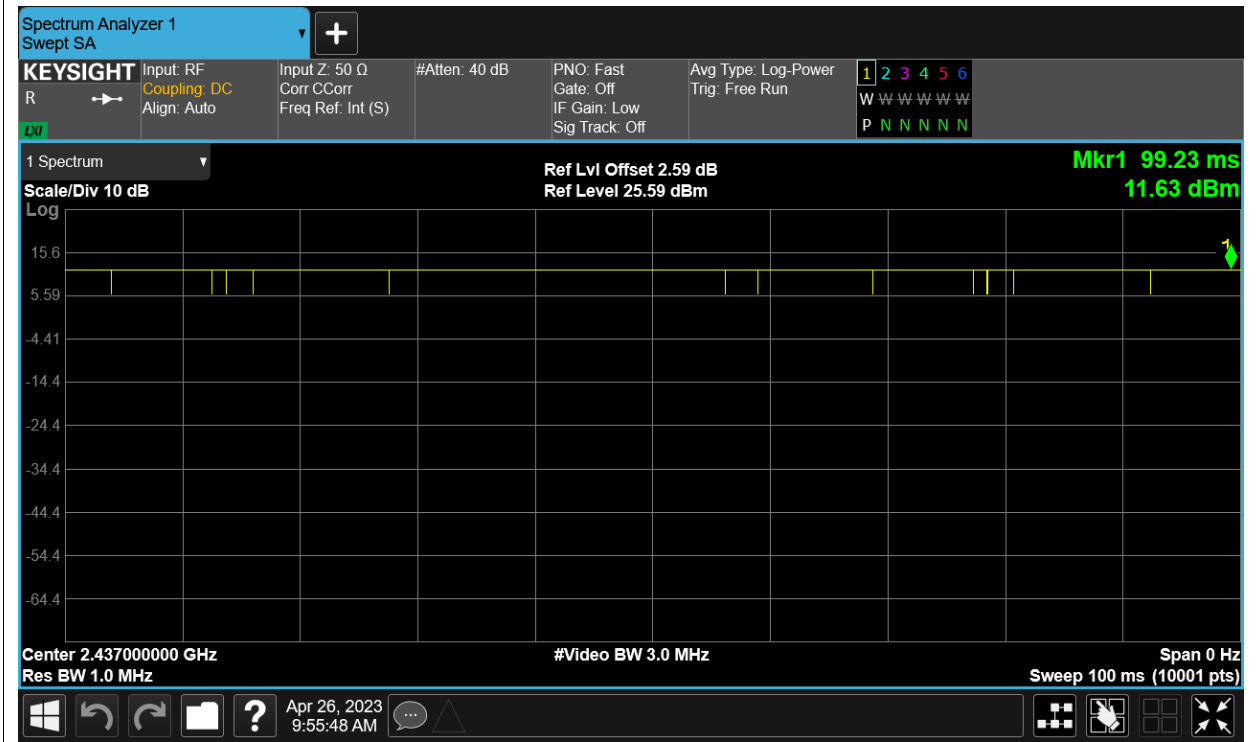 Spectrum Analyzer 1
Swept SA
KEYSIGHT
R
LXI
Input: RF
Coupling: DC
Align: Auto
Input Z: 50 Ω
Corr CCorr
Freq Ref: Int (S)
#Atten: 40 dB
PNO: Fast
Gate: Off
IF Gain: Low
Sig Track: Off
Avg Type: Log-Power
Trig: Free Run
1 2 3 4 5 6
W W W W W W
P N N N N N
1 Spectrum
Scale/Div 10 dB
Log
Ref Lvl Offset 2.59 dB
Ref Level 25.59 dBm
Mkr1 99.23 ms
11.63 dBm
1
15.6
5.59
-4.41
-14.4
-24.4
-34.4
-44.4
-54.4
-64.4
Center 2.437000000 GHz
Res BW 1.0 MHz
#Video BW 3.0 MHz
Span 0 Hz
Sweep 100 ms (10001 pts)
?
Apr 26, 2023
9:55:48 AM